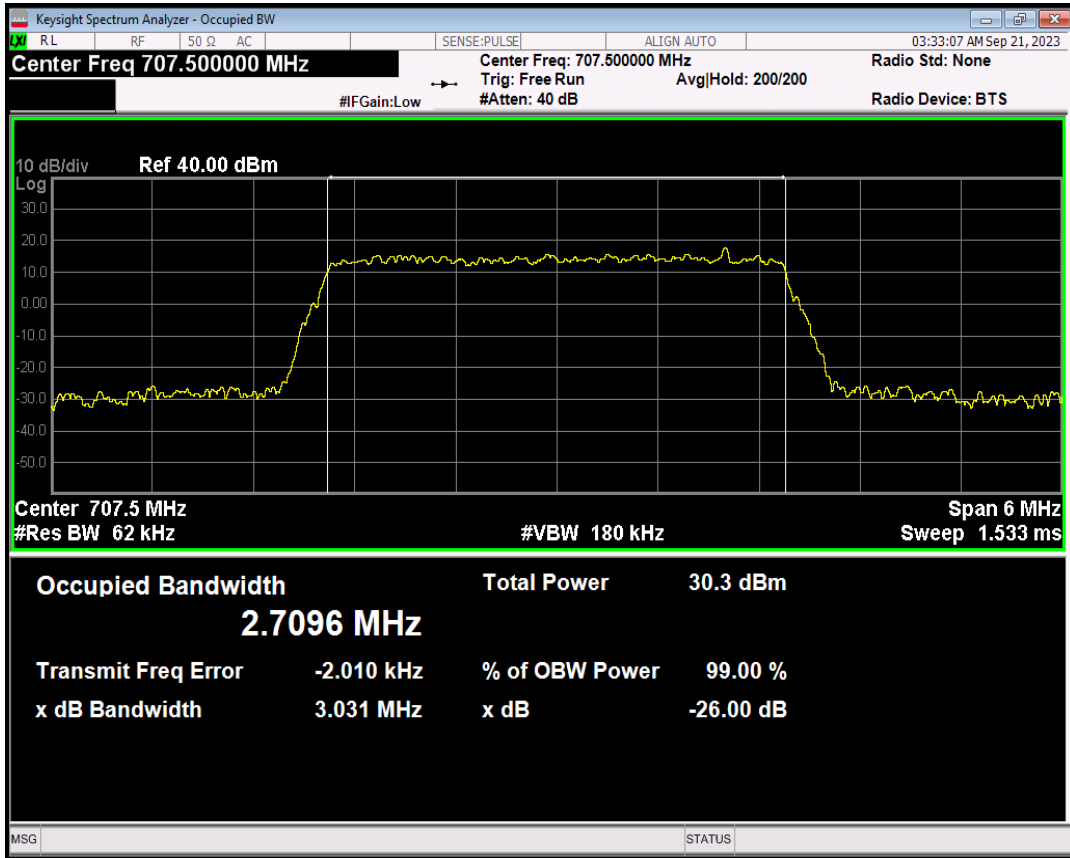 Keysight Spectrum Analyzer - Occupied BW
LXI RL RF 50 Ω AC SENSE:PULSE ALIGN AUTO 03:33:07 AM Sep 21, 2023
Center Freq 707.500000 MHz Center Freq: 707.500000 MHz Radio Std: None
Trig: Free Run Avg|Hold: 200/200
#IFGain:Low #Atten: 40 dB Radio Device: BTS
10 dB/div Ref 40.00 dBm
Log
30.0
20.0
10.0
0.00
-10.0
-20.0
-30.0
-40.0
-50.0
Center 707.5 MHz Span 6 MHz
#Res BW 62 kHz #VBW 180 kHz Sweep 1.533 ms
Occupied Bandwidth Total Power 30.3 dBm
2.7096 MHz
Transmit Freq Error -2.010 kHz % of OBW Power 99.00 %
x dB Bandwidth 3.031 MHz x dB -26.00 dB
MSG STATUS